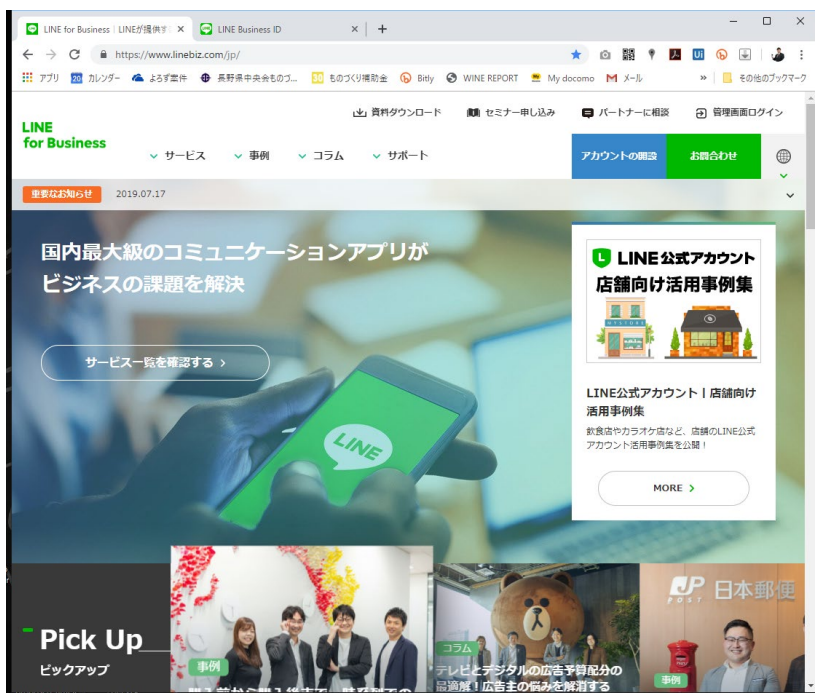 LINE for Business｜LINEが提供す
LINE Business ID
https://www.linebiz.com/jp/
アプリ
20
カレンダー
よろず案件
長野県中央会ものづ...
30
ものづくり補助金
Bitly
WINE REPORT
My docomo
X-ル
»
その他のブックマーク
資料ダウンロード
セミナー申し込み
パートナーに相談
管理画面ログイン
LINE
for Business
サービス
事例
コラム
サポート
アカウントの開設
お問合わせ
重要なお知らせ
2019.07.17
国内最大級のコミュニケーションアプリが
ビジネスの課題を解決
サービス一覧を確認する
LINE
LINE公式アカウント
店舗向け活用事例集
MYSTORE
LINE公式アカウント｜店舗向け
活用事例集
飲食店やカラオケ店など、店舗のLINE公式
アカウント活用事例集を公開！
MORE
Pick Up
ピックアップ
事例
コラム
テレビとデジタルの広告予算配分の
最適解！広告主の悩みを解消する
JP 日本郵便
POST
事例